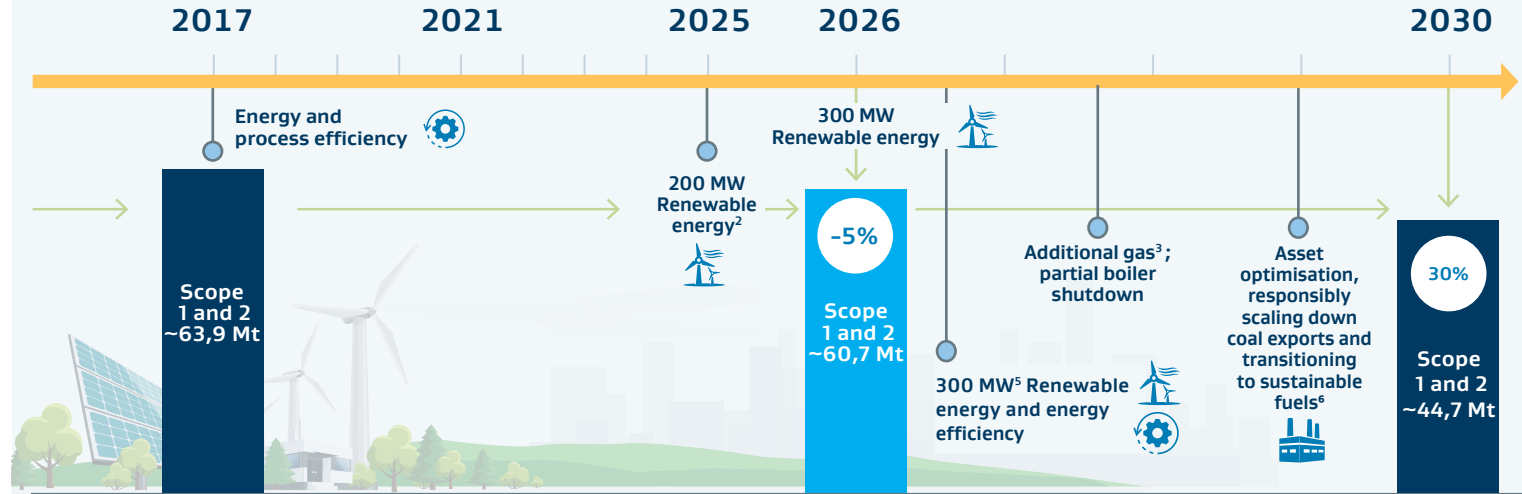 2017
2021
2025
2026
2030
Energy and
process efficiency
Scope
1 and 2
~63,9 Mt
200 MW
Renewable
energy²
300 MW
Renewable energy
-5%
Scope
1 and 2
~60,7 Mt
300 MW⁵ Renewable
energy and energy
efficiency
Additional gas³;
partial boiler
shutdown
Asset
optimisation,
responsibly
scaling down
coal exports and
transitioning
to sustainable
fuels⁶
30%
Scope
1 and 2
~44,7 Mt